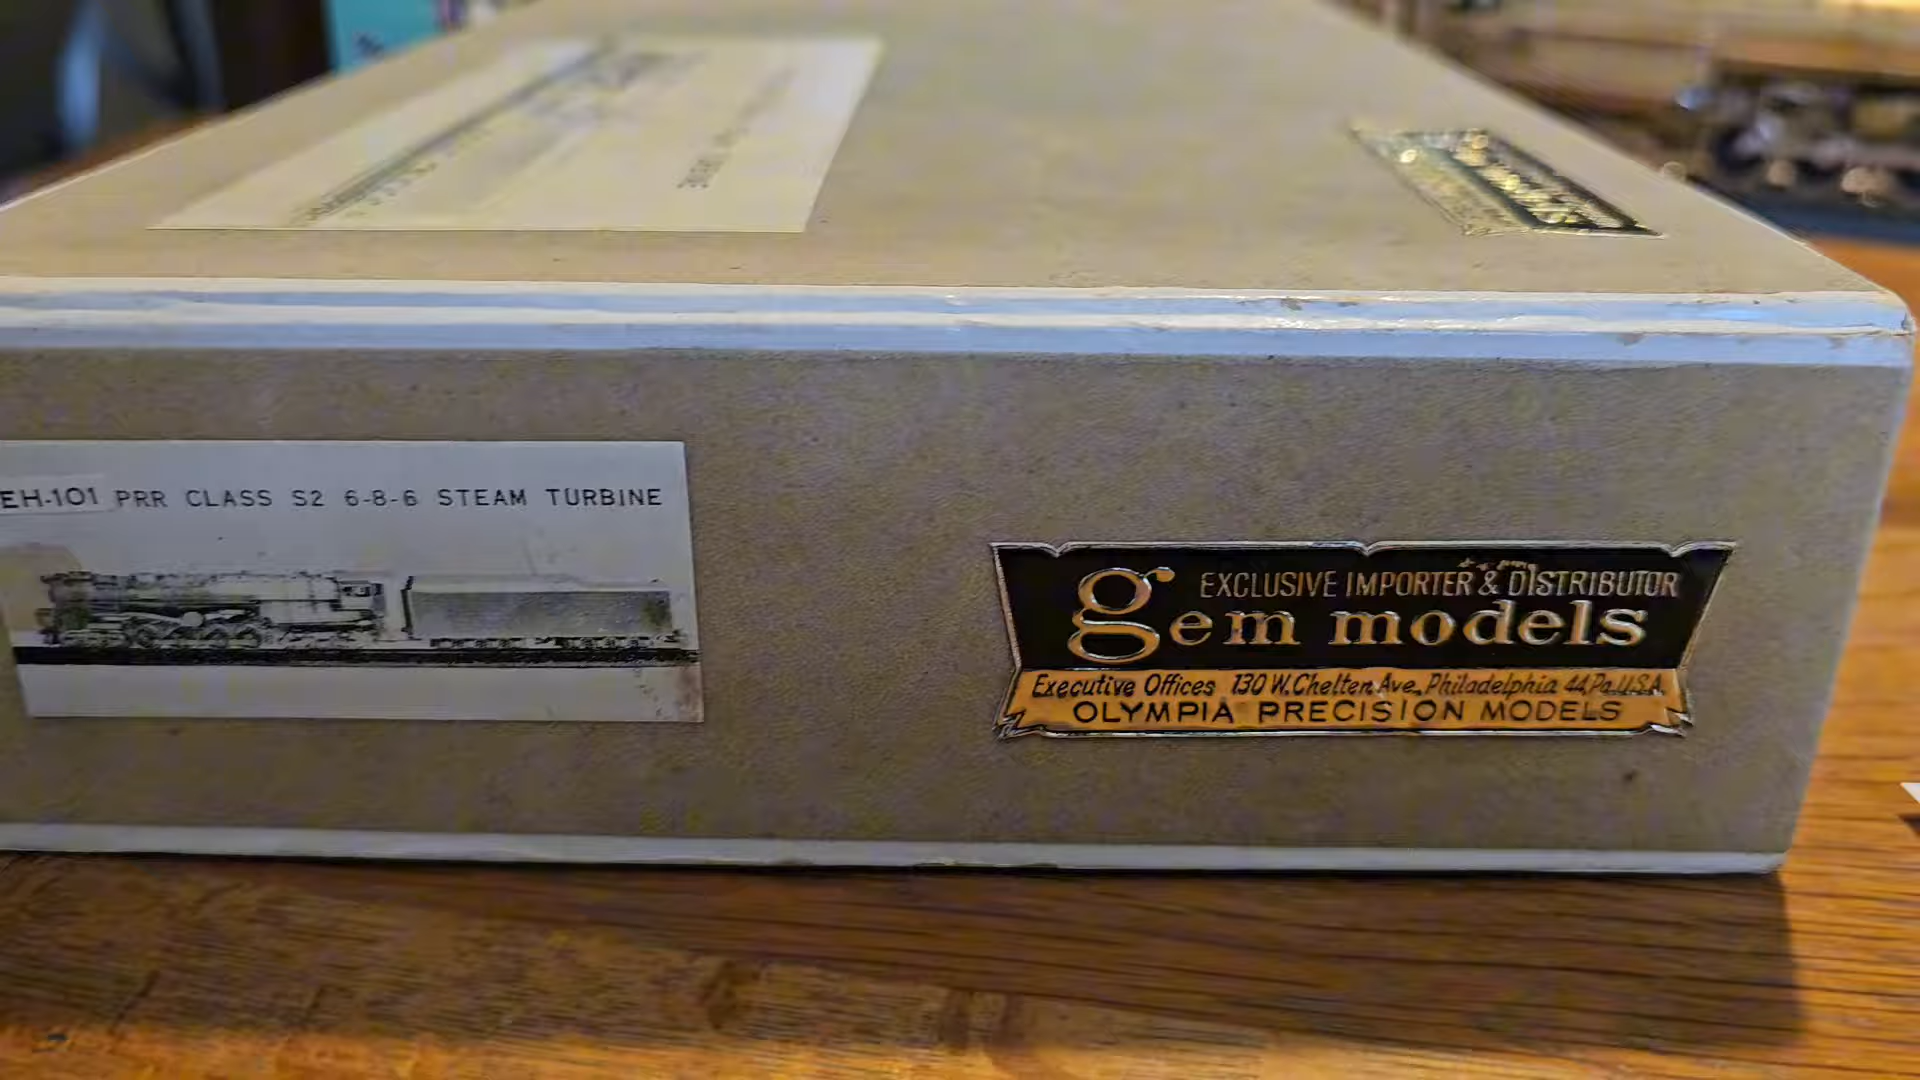 EH-101 PRR CLASS S2 6-8-6 STEAM TURBINE
EXCLUSIVE IMPORTER & DISTRIBUTOR
gem models
Executive Offices 130 W. Chelten Ave., Philadelphia 44, Pa. U.S.A.
OLYMPIA PRECISION MODELS